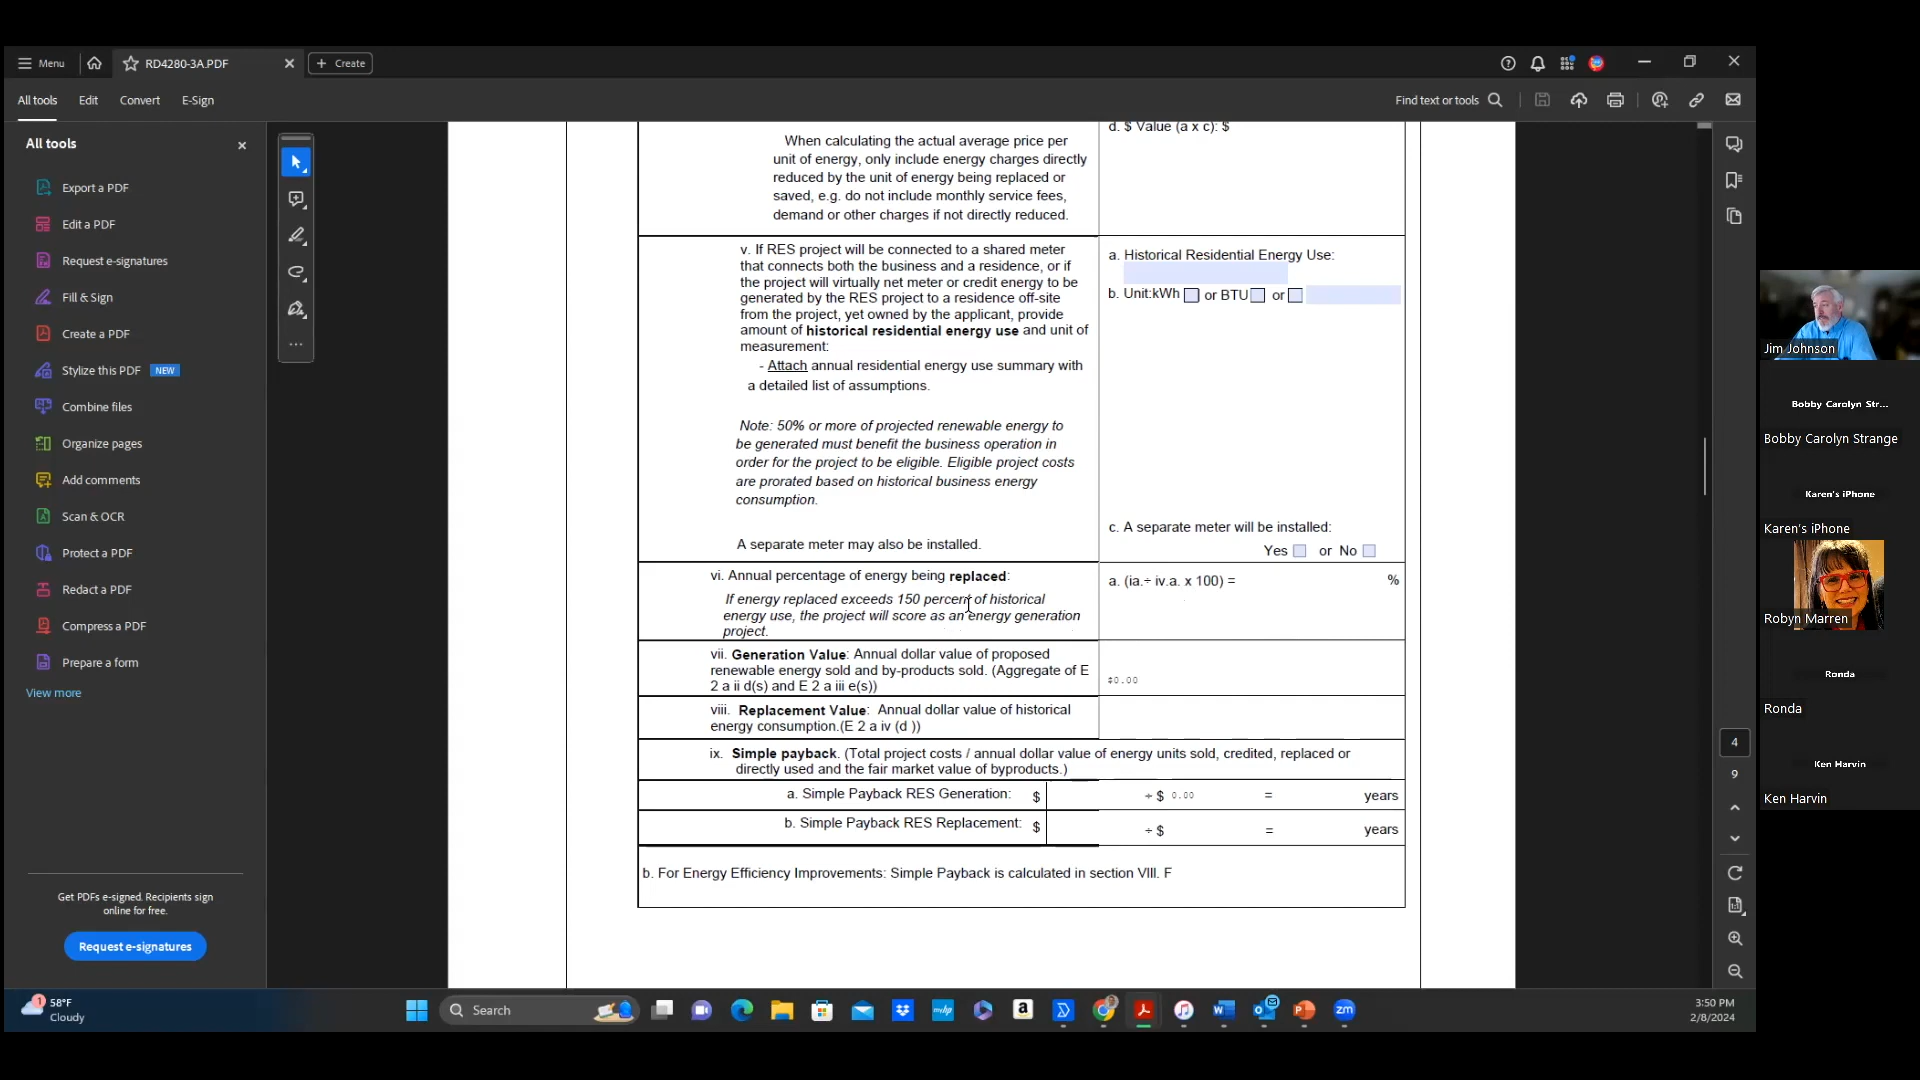 Menu
RD4280-3A.PDF
Create
All tools
Edit
Convert
E-Sign
Find text or tools
All tools
Export a PDF
Edit a PDF
Request e-signatures
Fill & Sign
Create a PDF
Stylize this PDF NEW
Combine files
Organize pages
Add comments
Scan & OCR
Protect a PDF
Redact a PDF
Compress a PDF
Prepare a form
View more
Get PDFs e-signed. Recipients sign
online for free.
Request e-signatures
When calculating the actual average price per
unit of energy, only include energy charges directly
reduced by the unit of energy being replaced or
saved, e.g. do not include monthly service fees,
demand or other charges if not directly reduced.
d. $ Value (a x c): $
v. If RES project will be connected to a shared meter
that connects both the business and a residence, or if
the project will virtually net meter or credit energy to be
generated by the RES project to a residence off-site
from the project, yet owned by the applicant, provide
amount of historical residential energy use and unit of
measurement:
- Attach annual residential energy use summary with
a detailed list of assumptions.
Note: 50% or more of projected renewable energy to
be generated must benefit the business operation in
order for the project to be eligible. Eligible project costs
are prorated based on historical business energy
consumption.
A separate meter may also be installed.
a. Historical Residential Energy Use:
b. Unit:kWh or BTU or
c. A separate meter will be installed:
Yes or No
vi. Annual percentage of energy being replaced:
If energy replaced exceeds 150 percent of historical
energy use, the project will score as an energy generation
project.
a. (ia.÷ iv.a. x 100) = %
vii. Generation Value: Annual dollar value of proposed
renewable energy sold and by-products sold. (Aggregate of E
2 a ii d(s) and E 2 a iii e(s))
$0.00
viii. Replacement Value: Annual dollar value of historical
energy consumption.(E 2 a iv (d ))
ix. Simple payback. (Total project costs / annual dollar value of energy units sold, credited, replaced or
directly used and the fair market value of byproducts.)
a. Simple Payback RES Generation: $ ÷ $ 0.00 = years
b. Simple Payback RES Replacement: $ ÷ $ = years
b. For Energy Efficiency Improvements: Simple Payback is calculated in section VIII. F
4
9
Jim Johnson
Bobby Carolyn Str...
Bobby Carolyn Strange
Karen's iPhone
Karen's iPhone
Robyn Marren
Ronda
Ronda
Ken Harvin
Ken Harvin
1
58°F
Cloudy
Search
3:50 PM
2/8/2024